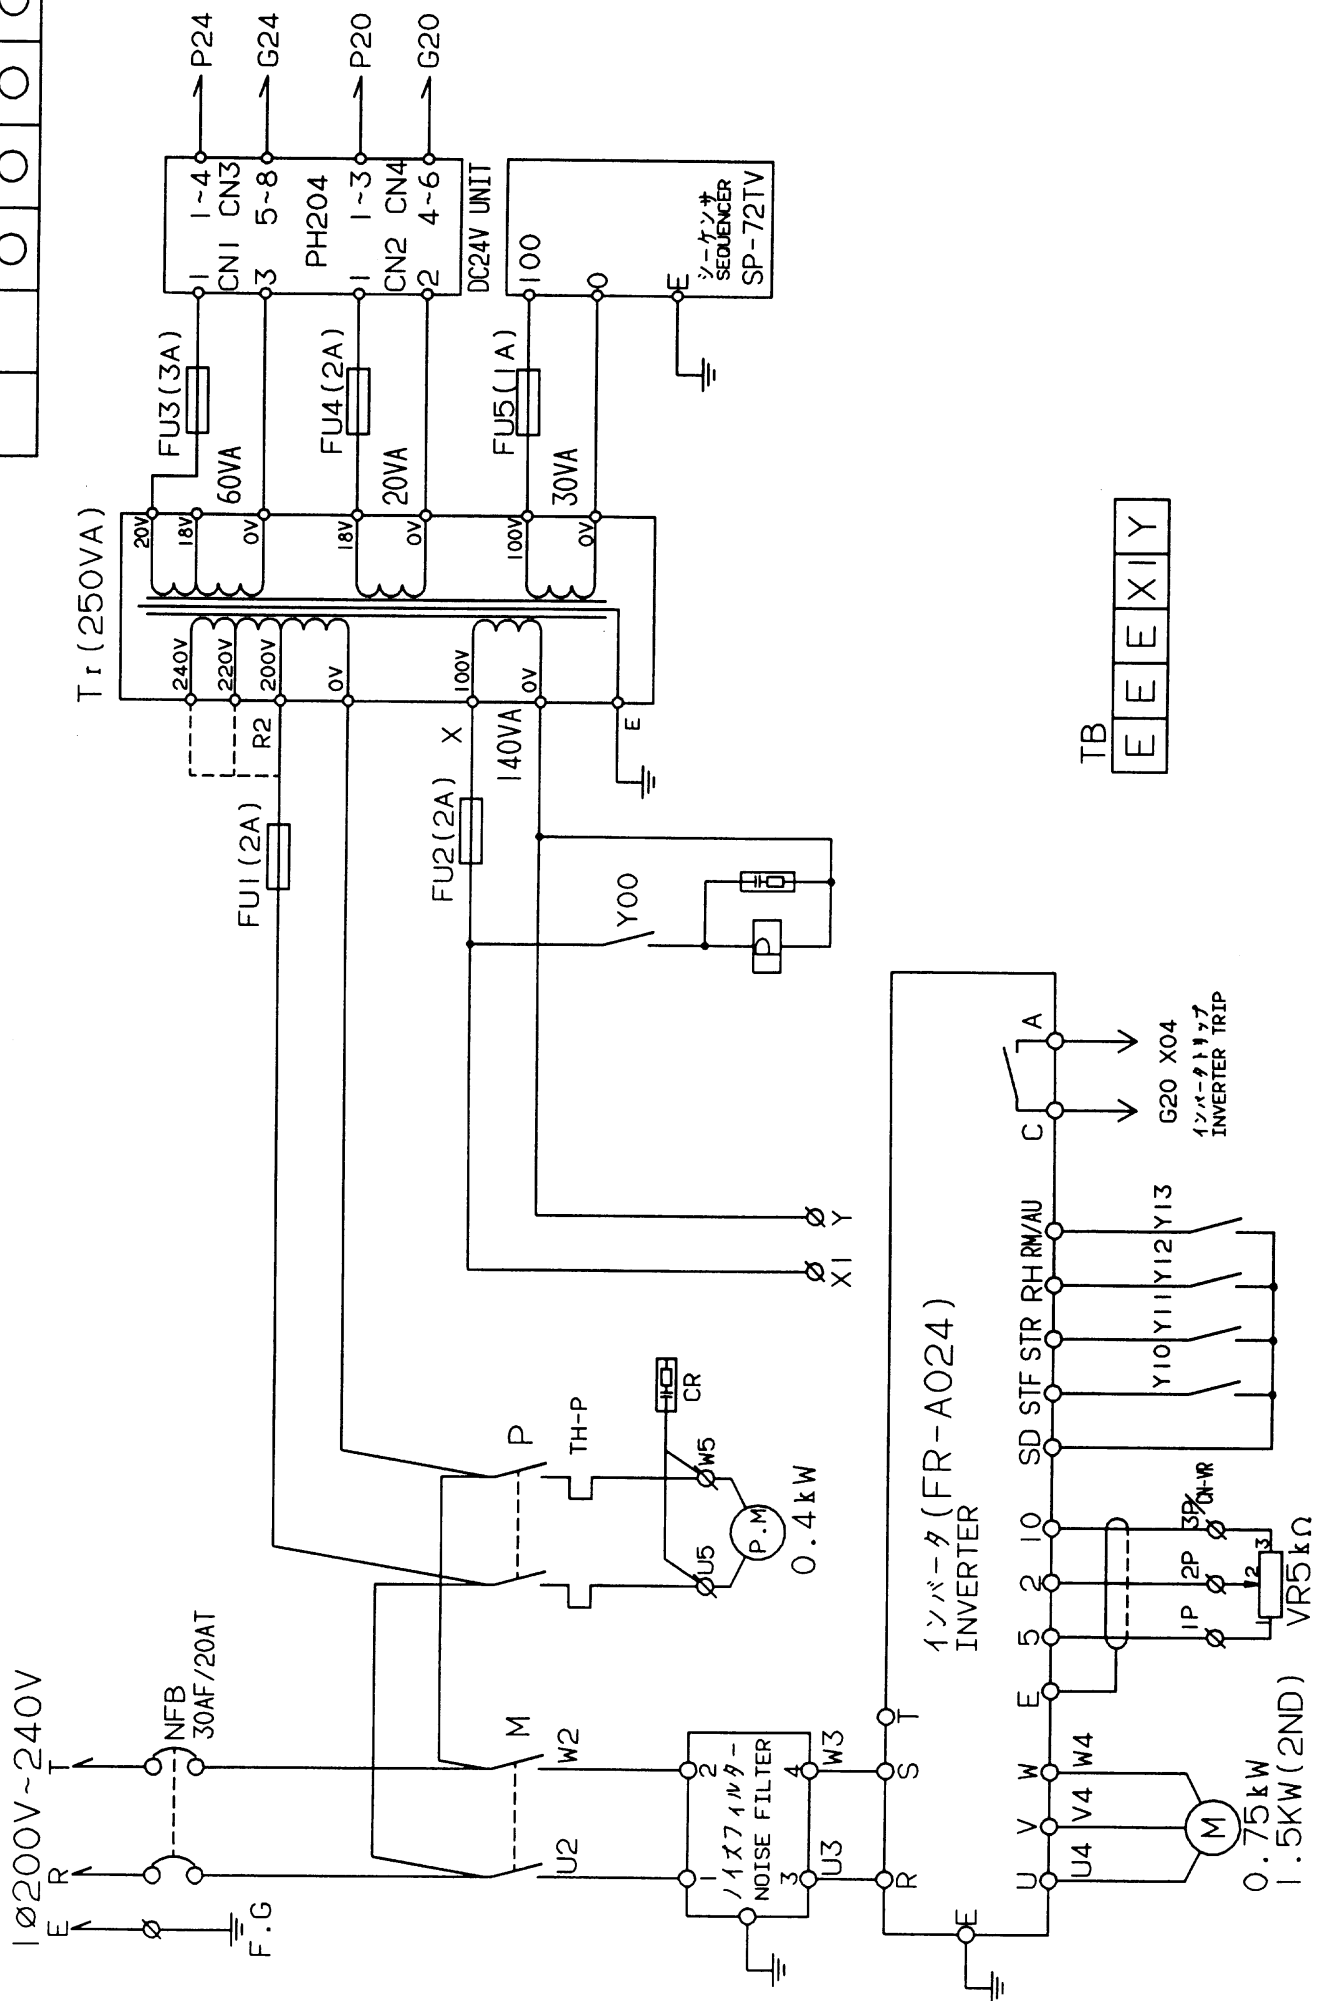 1ø200V~240V
E
R
T
F.G
NFB
30AF/20AT
M
U2
W2
1
2
ノイズフィルター
NOISE FILTER
3
4
U3
W3
P
TH-P
CR
U5
W5
P.M
0.4kW
FU1(2A)
R2
Tr(250VA)
240V
220V
200V
0V
100V
0V
E
X
140VA
FU2(2A)
Y00
P
X1
Y
20V
18V
0V
60VA
18V
0V
20VA
100V
0V
30VA
FU3(3A)
FU4(2A)
FU5(1A)
1
CN1
3
1~4
CN3
5~8
PH204
1
CN2
2
1~3
CN4
4~6
DC24V UNIT
P24
G24
P20
G20
100
0
E
シーケンサ
SEQUENCER
SP-72TV
TB
E E E X1 Y
インバータ(FR-A024)
INVERTER
R
S
T
E
U
V
W
E
5
2
10
SD
STF
STR
RH
RM/AU
C
A
U4
V4
W4
M
0.75kW
1.5KW(2ND)
1P
2P
3P
CN-VR
1
2
3
VR5kΩ
Y10
Y11
Y12
Y13
G20 X04
インバータトリップ
INVERTER TRIP